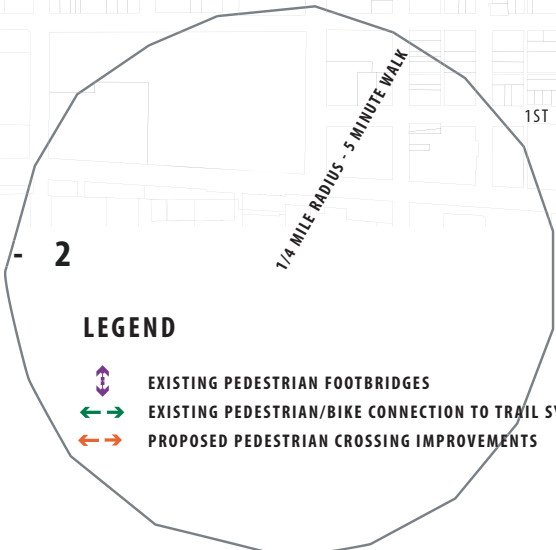 1/4 MILE RADIUS - 5 MINUTE WALK
1ST
- 2
LEGEND
EXISTING PEDESTRIAN FOOTBRIDGES
EXISTING PEDESTRIAN/BIKE CONNECTION TO TRAIL
PROPOSED PEDESTRIAN CROSSING IMPROVEMENTS